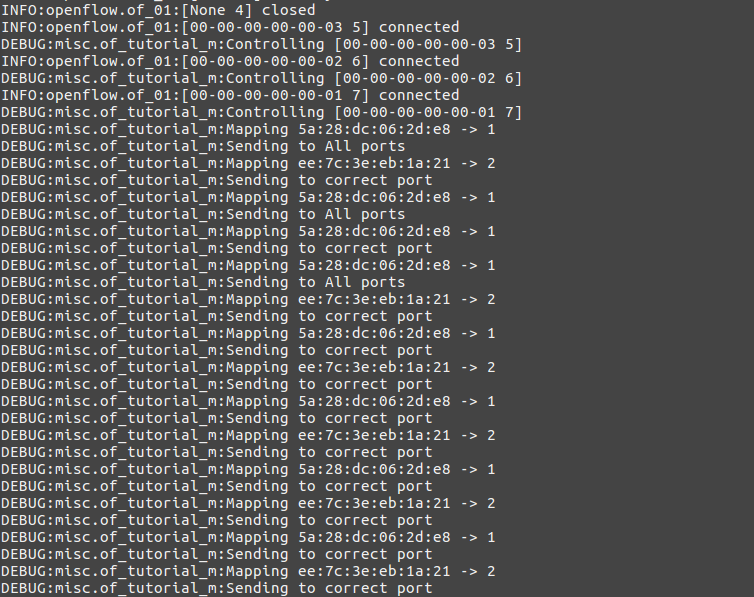 INFO:openflow.of_01:[None 4] closed
INFO:openflow.of_01:[00-00-00-00-00-03 5] connected
DEBUG:misc.of_tutorial_m:Controlling [00-00-00-00-00-03 5]
INFO:openflow.of_01:[00-00-00-00-00-02 6] connected
DEBUG:misc.of_tutorial_m:Controlling [00-00-00-00-00-02 6]
INFO:openflow.of_01:[00-00-00-00-00-01 7] connected
DEBUG:misc.of_tutorial_m:Controlling [00-00-00-00-00-01 7]
DEBUG:misc.of_tutorial_m:Mapping 5a:28:dc:06:2d:e8 -> 1
DEBUG:misc.of_tutorial_m:Sending to All ports
DEBUG:misc.of_tutorial_m:Mapping ee:7c:3e:eb:1a:21 -> 2
DEBUG:misc.of_tutorial_m:Sending to correct port
DEBUG:misc.of_tutorial_m:Mapping 5a:28:dc:06:2d:e8 -> 1
DEBUG:misc.of_tutorial_m:Sending to All ports
DEBUG:misc.of_tutorial_m:Mapping 5a:28:dc:06:2d:e8 -> 1
DEBUG:misc.of_tutorial_m:Sending to correct port
DEBUG:misc.of_tutorial_m:Mapping 5a:28:dc:06:2d:e8 -> 1
DEBUG:misc.of_tutorial_m:Sending to All ports
DEBUG:misc.of_tutorial_m:Mapping ee:7c:3e:eb:1a:21 -> 2
DEBUG:misc.of_tutorial_m:Sending to correct port
DEBUG:misc.of_tutorial_m:Mapping 5a:28:dc:06:2d:e8 -> 1
DEBUG:misc.of_tutorial_m:Sending to correct port
DEBUG:misc.of_tutorial_m:Mapping ee:7c:3e:eb:1a:21 -> 2
DEBUG:misc.of_tutorial_m:Sending to correct port
DEBUG:misc.of_tutorial_m:Mapping 5a:28:dc:06:2d:e8 -> 1
DEBUG:misc.of_tutorial_m:Sending to correct port
DEBUG:misc.of_tutorial_m:Mapping ee:7c:3e:eb:1a:21 -> 2
DEBUG:misc.of_tutorial_m:Sending to correct port
DEBUG:misc.of_tutorial_m:Mapping 5a:28:dc:06:2d:e8 -> 1
DEBUG:misc.of_tutorial_m:Sending to correct port
DEBUG:misc.of_tutorial_m:Mapping ee:7c:3e:eb:1a:21 -> 2
DEBUG:misc.of_tutorial_m:Sending to correct port
DEBUG:misc.of_tutorial_m:Mapping 5a:28:dc:06:2d:e8 -> 1
DEBUG:misc.of_tutorial_m:Sending to correct port
DEBUG:misc.of_tutorial_m:Mapping ee:7c:3e:eb:1a:21 -> 2
DEBUG:misc.of_tutorial_m:Sending to correct port